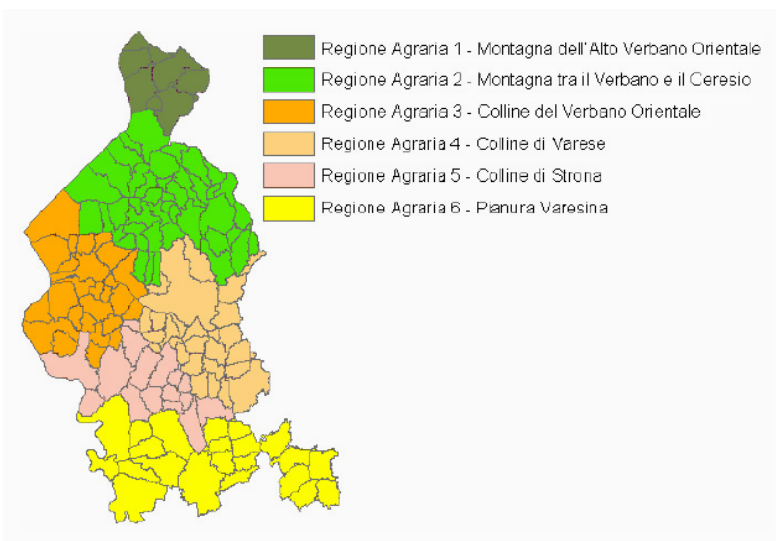 Regione Agraria 1 - Montagna dell'Alto Verbano Orientale
Regione Agraria 2 - Montagna tra il Verbano e il Ceresio
Regione Agraria 3 - Colline del Verbano Orientale
Regione Agraria 4 - Colline di Varese
Regione Agraria 5 - Colline di Strona
Regione Agraria 6 - Pianura Varesina